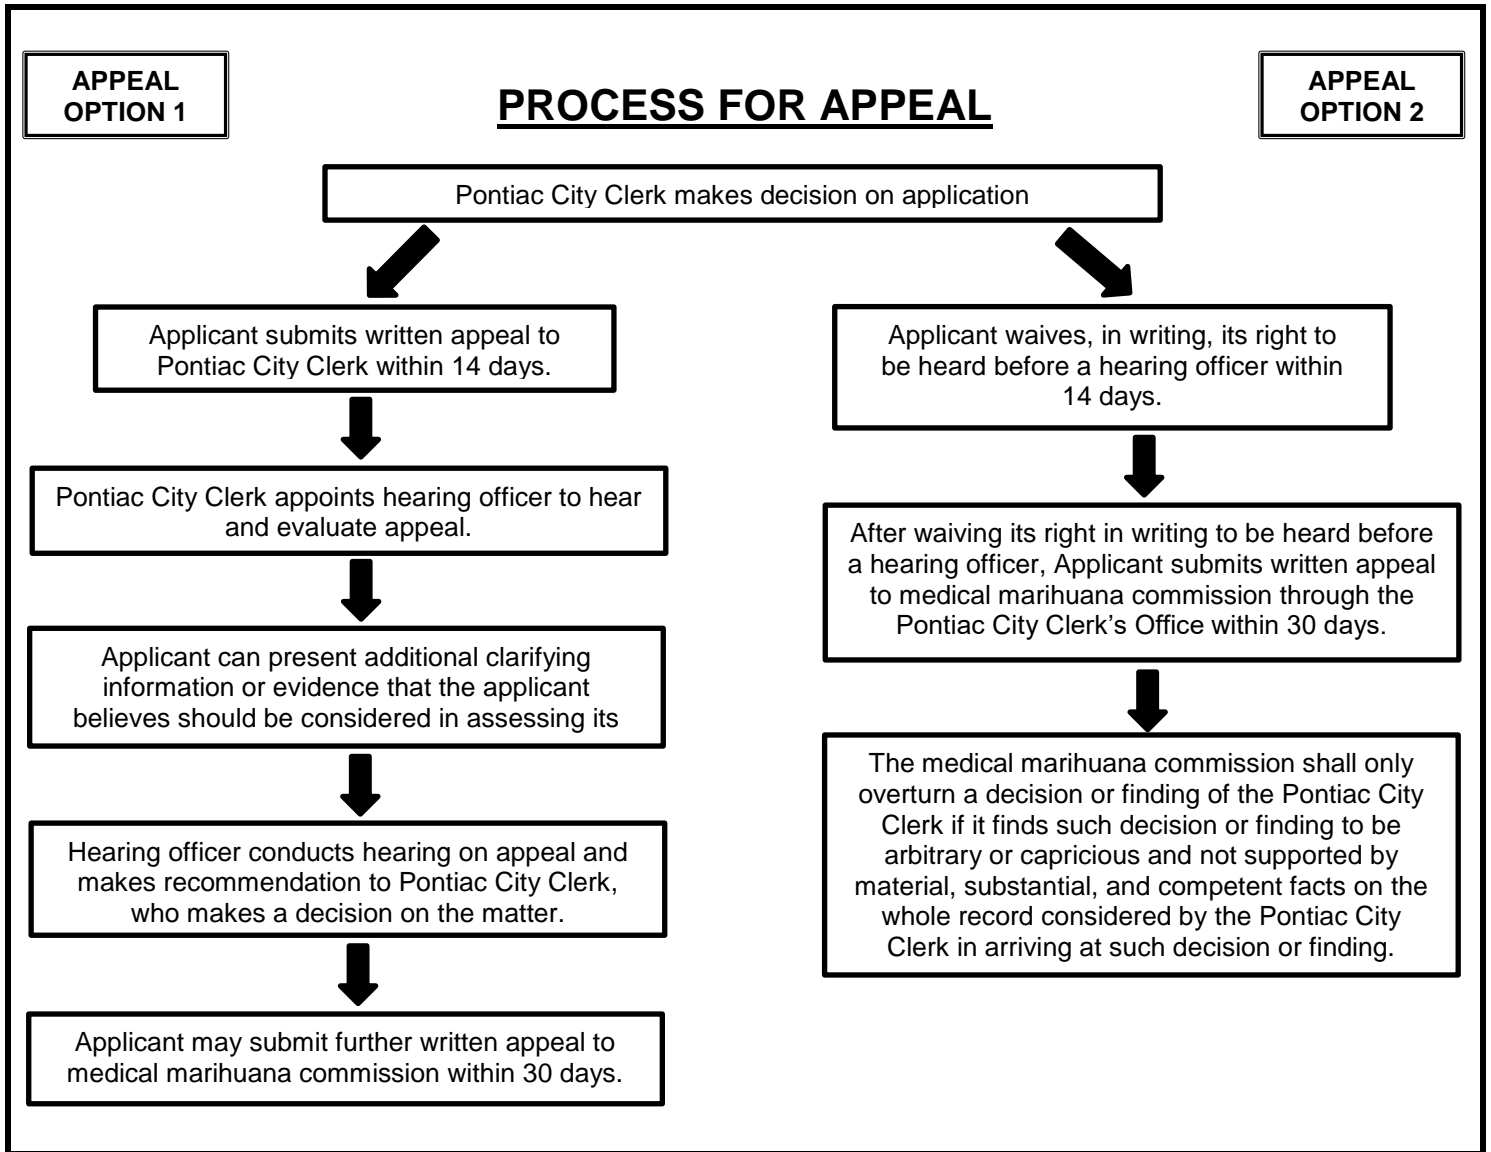 APPEAL
OPTION 1
PROCESS FOR APPEAL
APPEAL
OPTION 2
Pontiac City Clerk makes decision on application
Applicant submits written appeal to
Pontiac City Clerk within 14 days.
Pontiac City Clerk appoints hearing officer to hear
and evaluate appeal.
Applicant can present additional clarifying
information or evidence that the applicant
believes should be considered in assessing its
Hearing officer conducts hearing on appeal and
makes recommendation to Pontiac City Clerk,
who makes a decision on the matter.
Applicant may submit further written appeal to
medical marihuana commission within 30 days.
Applicant waives, in writing, its right to
be heard before a hearing officer within
14 days.
After waiving its right in writing to be heard before
a hearing officer, Applicant submits written appeal
to medical marihuana commission through the
Pontiac City Clerk’s Office within 30 days.
The medical marihuana commission shall only
overturn a decision or finding of the Pontiac City
Clerk if it finds such decision or finding to be
arbitrary or capricious and not supported by
material, substantial, and competent facts on the
whole record considered by the Pontiac City
Clerk in arriving at such decision or finding.